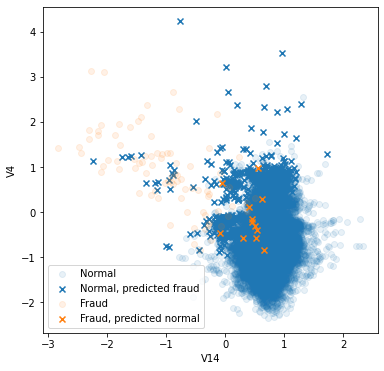 4
3
2
1
0
−1
−2
V4
−3
−2
−1
0
1
2
V14
Normal
Normal, predicted fraud
Fraud
Fraud, predicted normal